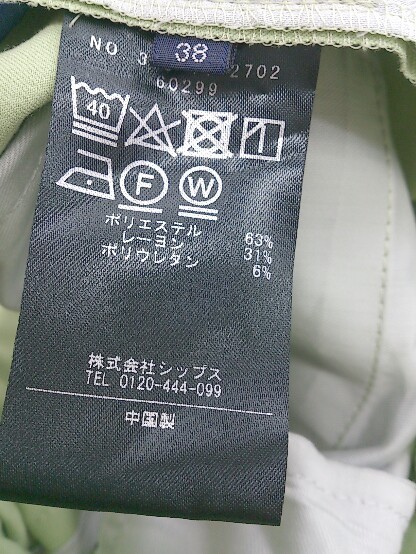 38
NO 3 2702
60299
40
F W
ポリエステル 63%
レーヨン 31%
ポリウレタン 6%
株式会社シップス
TEL 0120-444-099
中国製